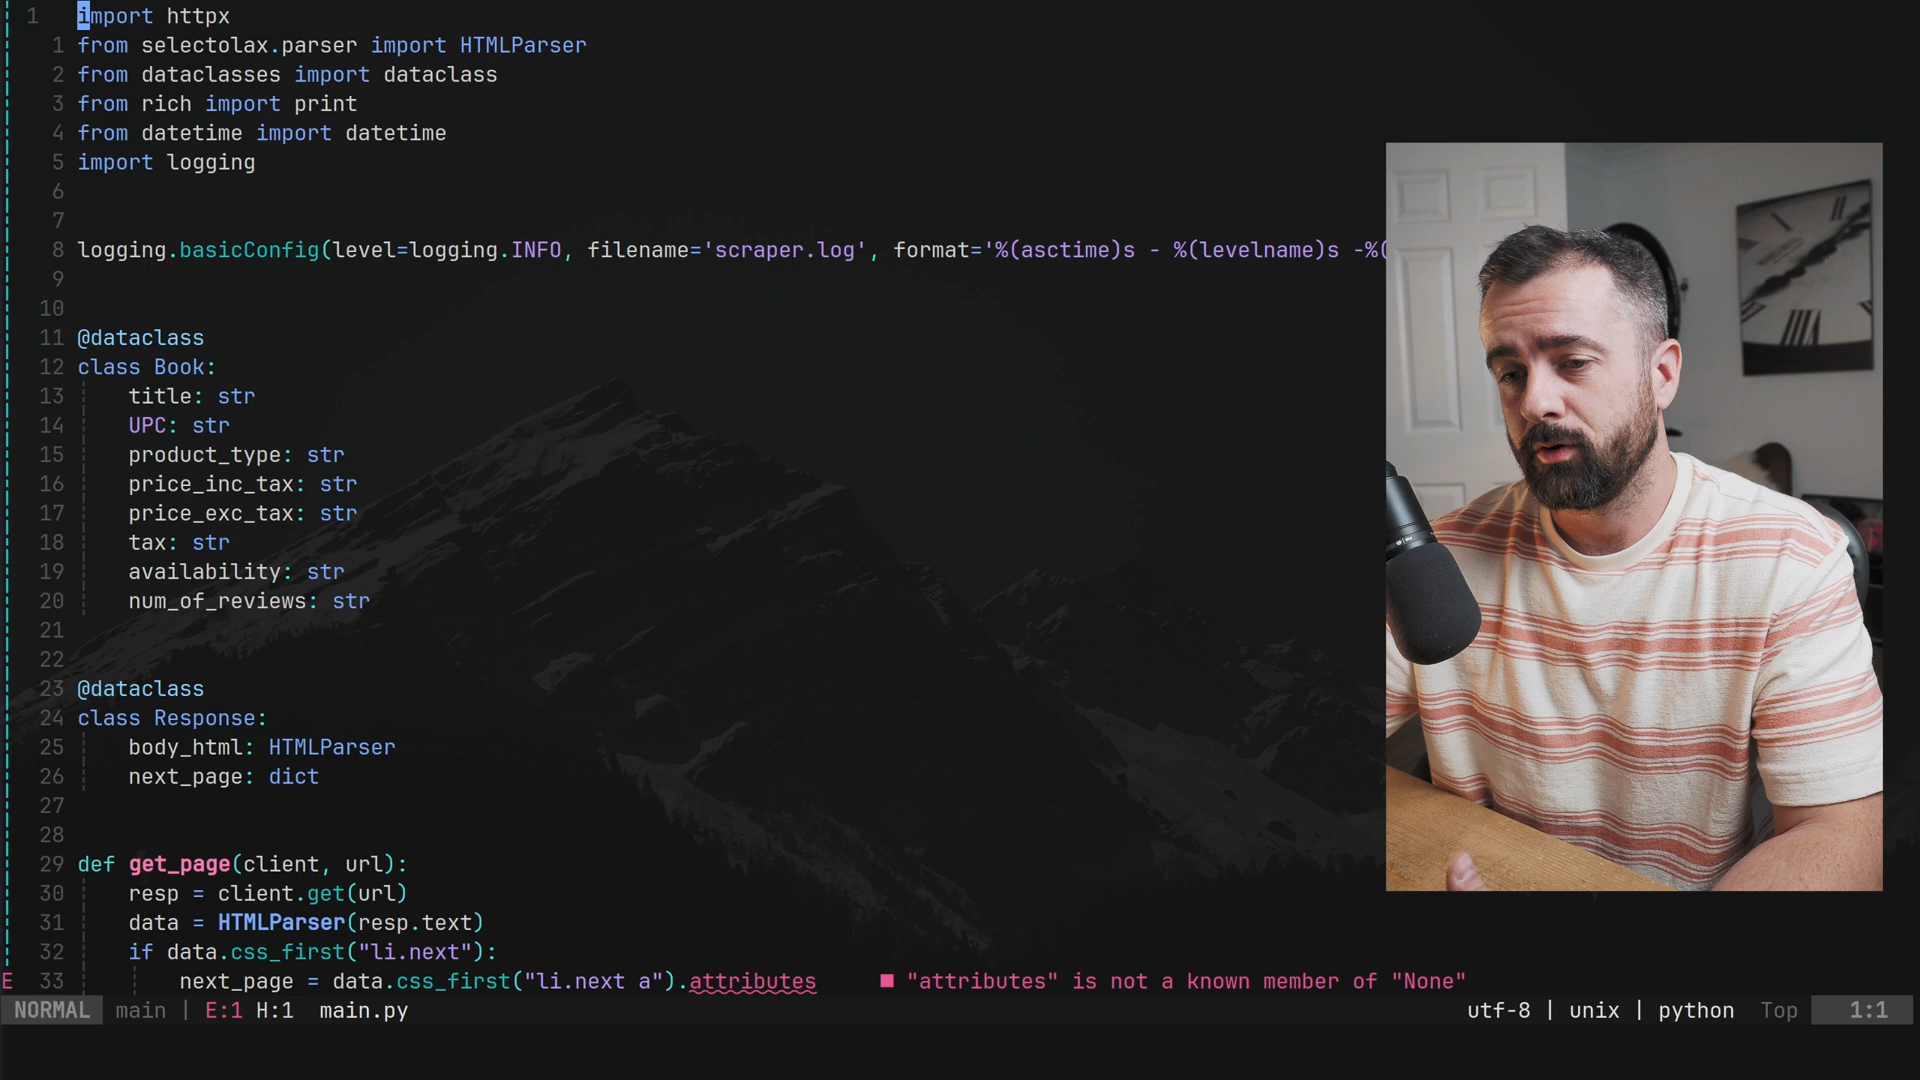 1 import httpx
1 from selectolax.parser import HTMLParser
2 from dataclasses import dataclass
3 from rich import print
4 from datetime import datetime
5 import logging
6
7
8 logging.basicConfig(level=logging.INFO, filename='scraper.log', format='%(asctime)s - %(levelname)s -%(
9
10
11 @dataclass
12 class Book:
13     title: str
14     UPC: str
15     product_type: str
16     price_inc_tax: str
17     price_exc_tax: str
18     tax: str
19     availability: str
20     num_of_reviews: str
21
22
23 @dataclass
24 class Response:
25     body_html: HTMLParser
26     next_page: dict
27
28
29 def get_page(client, url):
30     resp = client.get(url)
31     data = HTMLParser(resp.text)
32     if data.css_first("li.next"):
E 33         next_page = data.css_first("li.next a").attributes     ■ "attributes" is not a known member of "None"
NORMAL main | E:1 H:1 main.py utf-8 | unix | python Top 1:1